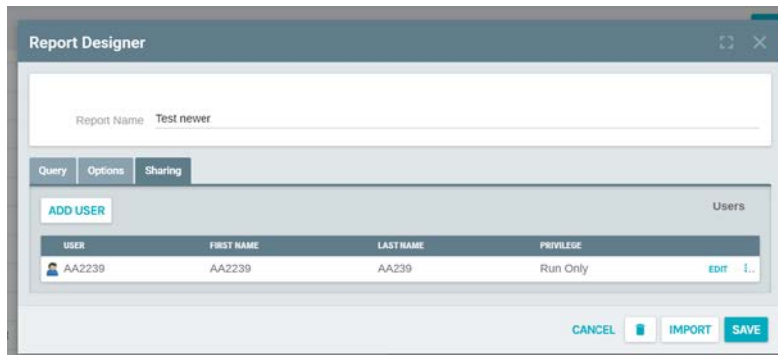 Report Designer
Report Name Test newer
Query Options Sharing
ADD USER Users
USER FIRST NAME LAST NAME PRIVILEGE
AA2239 AA2239 AA239 Run Only EDIT
CANCEL IMPORT SAVE